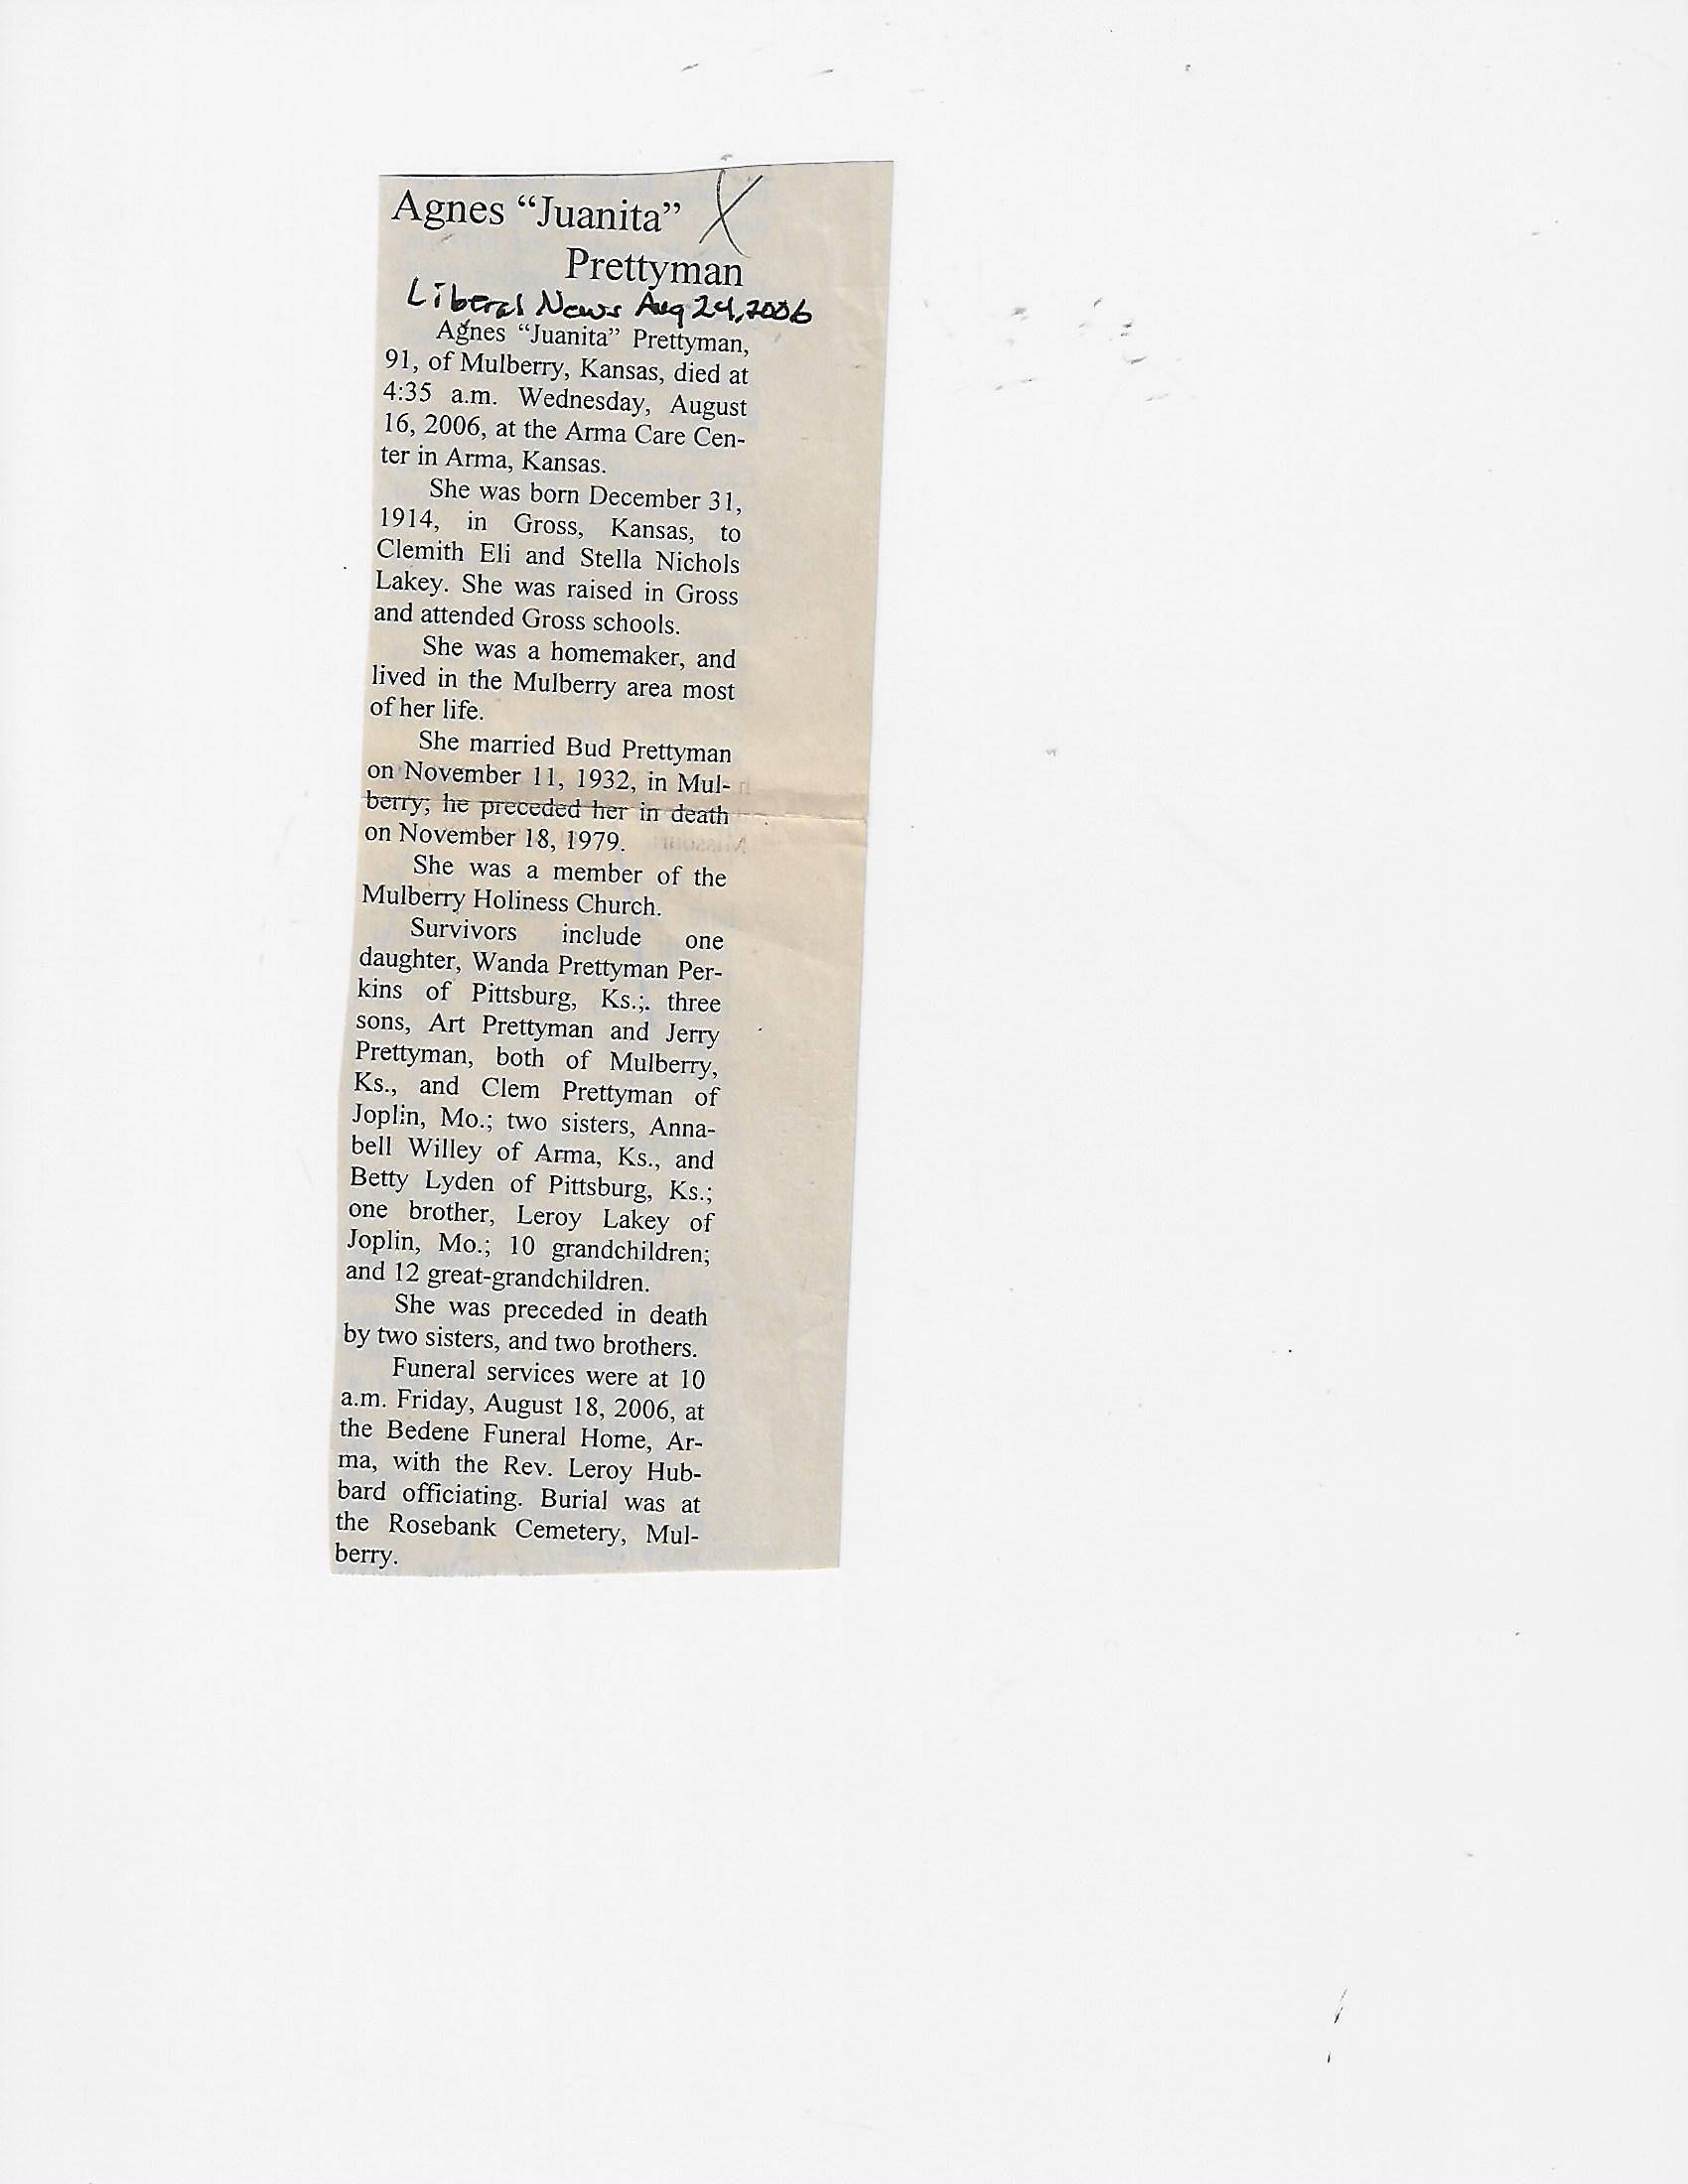 Agnes “Juanita” X
Prettyman
Liberal News Aug 24, 2006
Agnes “Juanita” Prettyman,
91, of Mulberry, Kansas, died at
4:35 a.m. Wednesday, August
16, 2006, at the Arma Care Cen-
ter in Arma, Kansas.
She was born December 31,
1914, in Gross, Kansas, to
Clemith Eli and Stella Nichols
Lakey. She was raised in Gross
and attended Gross schools.
She was a homemaker, and
lived in the Mulberry area most
of her life.
She married Bud Prettyman
on November 11, 1932, in Mul-
berry; he preceded her in death
on November 18, 1979.
She was a member of the
Mulberry Holiness Church.
Survivors include one
daughter, Wanda Prettyman Per-
kins of Pittsburg, Ks.;. three
sons, Art Prettyman and Jerry
Prettyman, both of Mulberry,
Ks., and Clem Prettyman of
Joplin, Mo.; two sisters, Anna-
bell Willey of Arma, Ks., and
Betty Lyden of Pittsburg, Ks.;
one brother, Leroy Lakey of
Joplin, Mo.; 10 grandchildren;
and 12 great-grandchildren.
She was preceded in death
by two sisters, and two brothers.
Funeral services were at 10
a.m. Friday, August 18, 2006, at
the Bedene Funeral Home, Ar-
ma, with the Rev. Leroy Hub-
bard officiating. Burial was at
the Rosebank Cemetery, Mul-
berry.